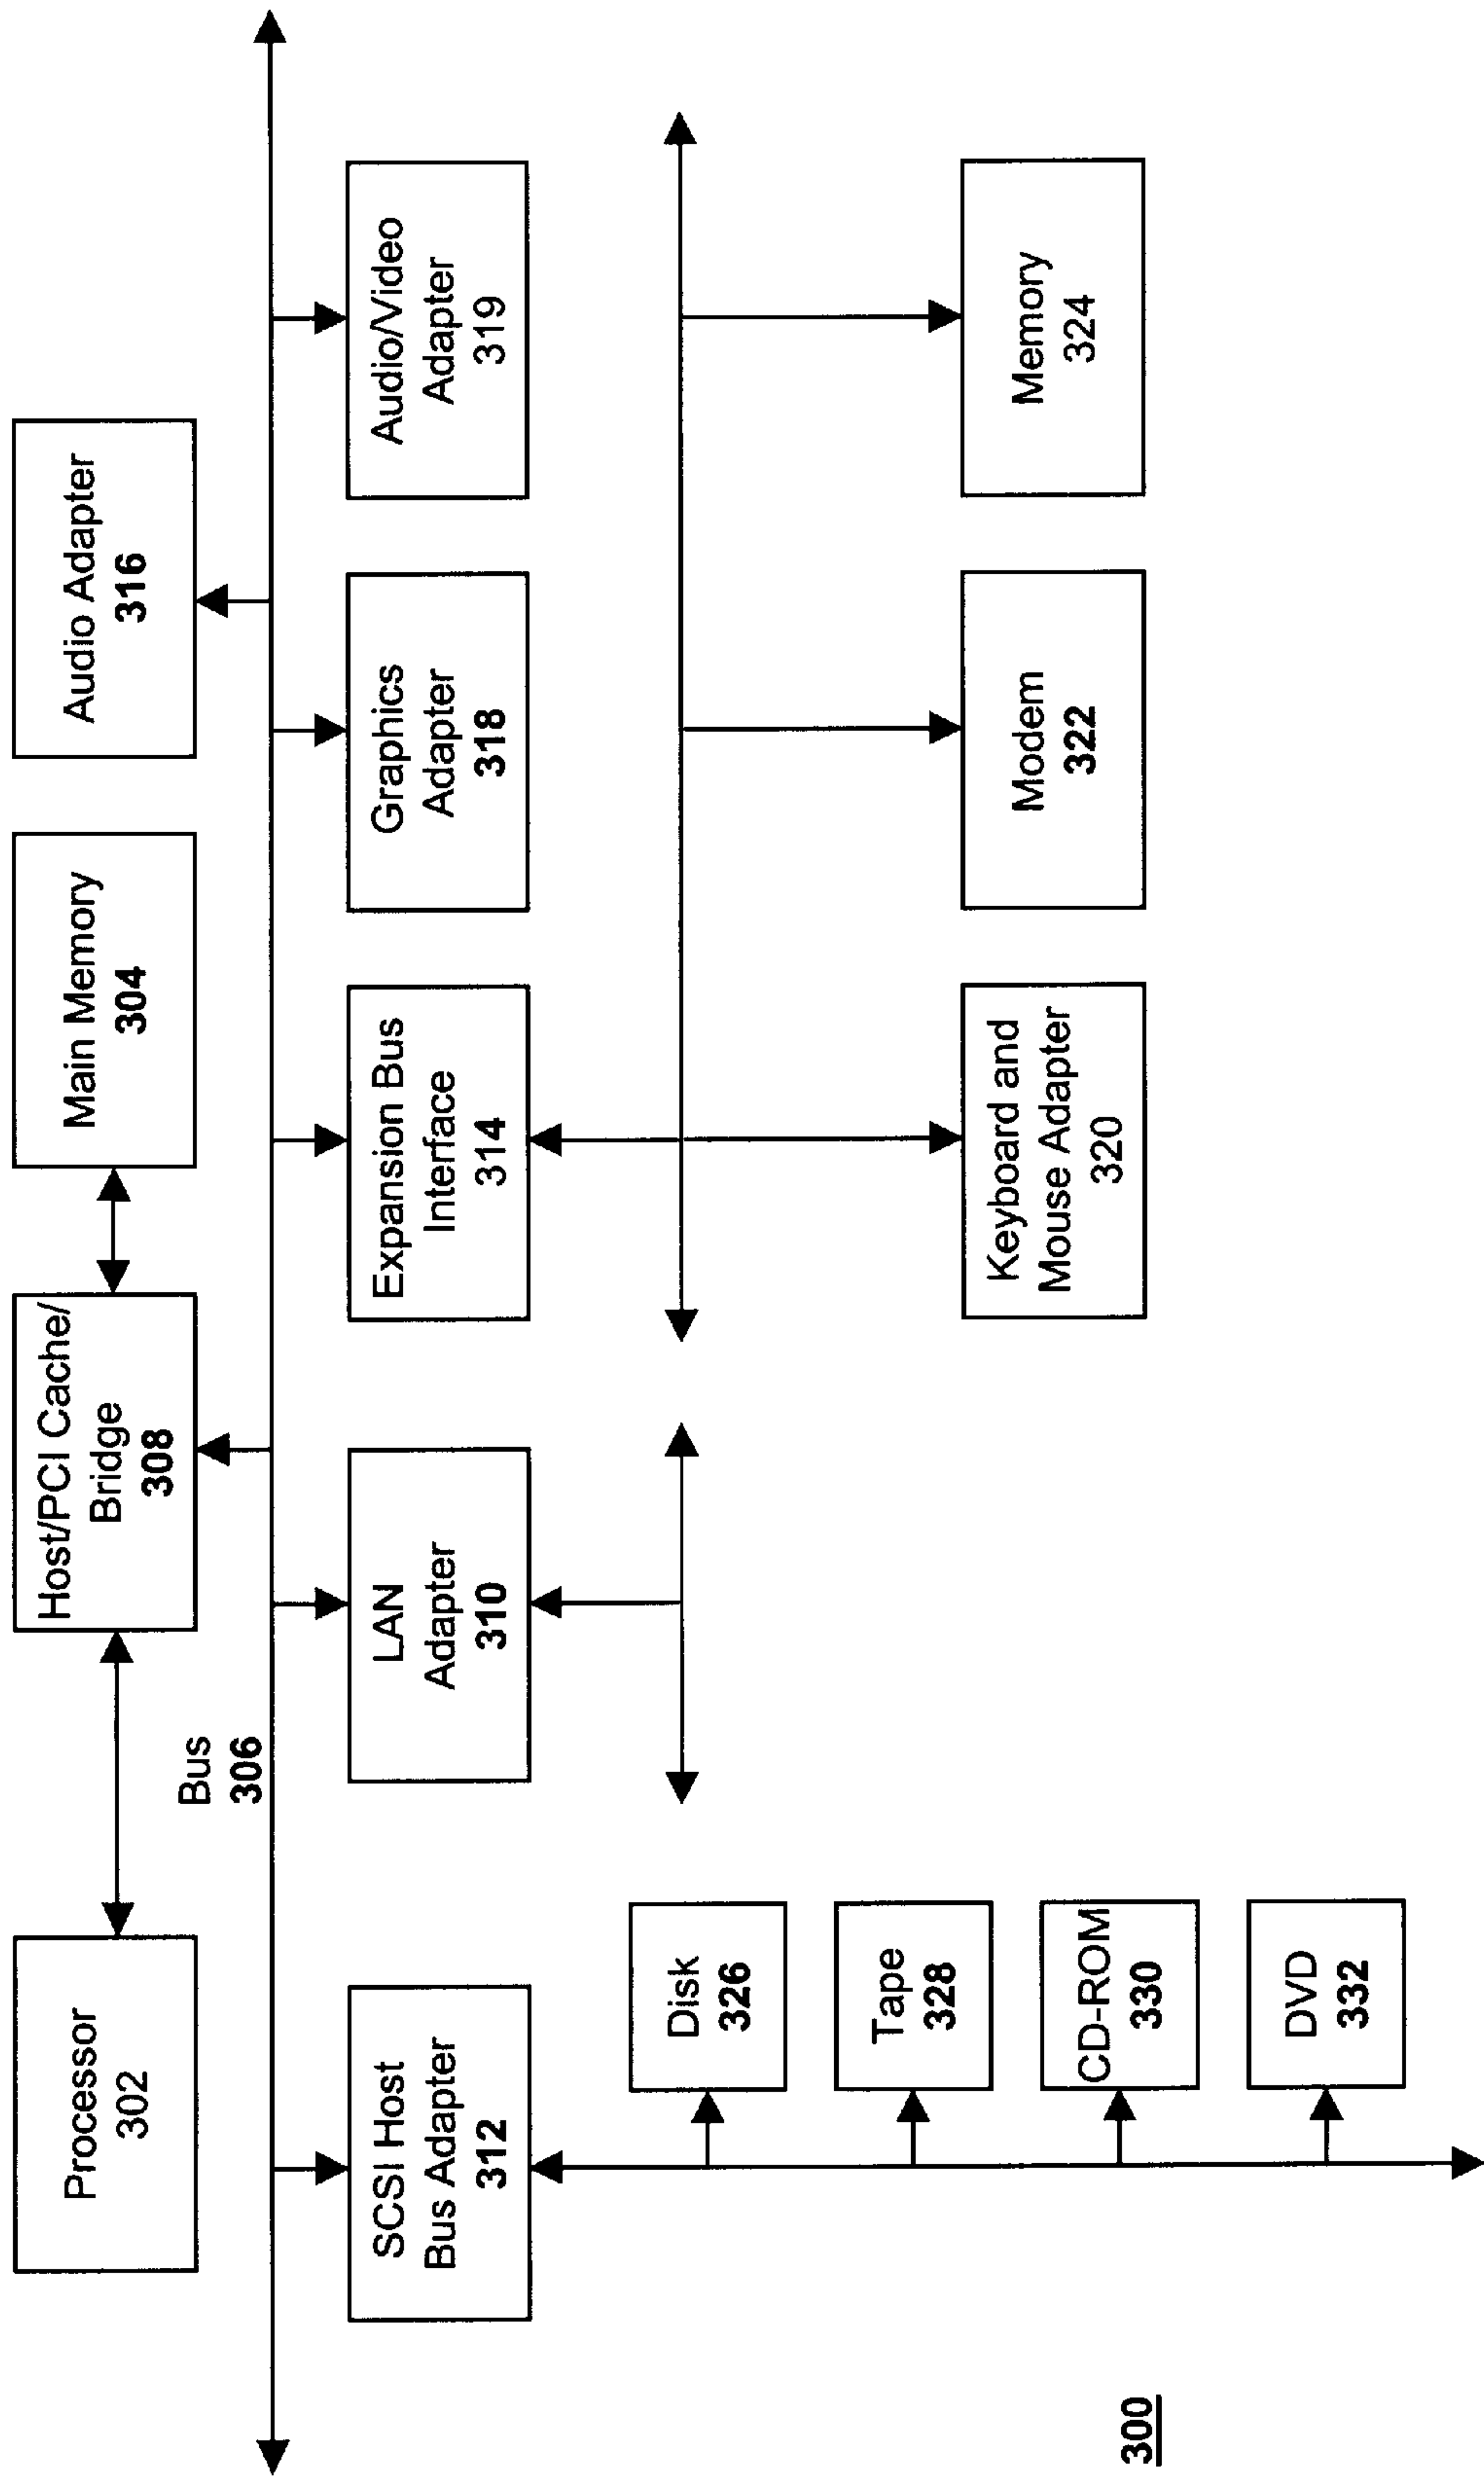 Processor
302
Host/PCI Cache/
Bridge
308
Main Memory
304
Audio Adapter
316
Bus
306
SCSI Host
Bus Adapter
312
LAN
Adapter
310
Expansion Bus
Interface
314
Graphics
Adapter
318
Audio/Video
Adapter
319
Disk
326
Tape
328
CD-ROM
330
DVD
332
Keyboard and
Mouse Adapter
320
Modem
322
Memory
324
300